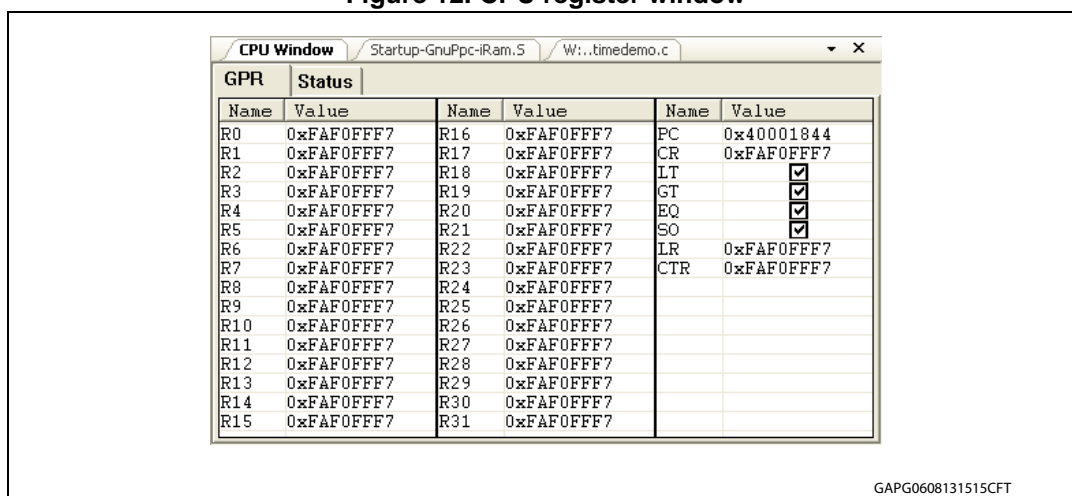 Figure 12. CPU register window
CPU Window Startup-GnuPpc-iRam.S W:..timedemo.c
GPR Status
Name Value Name Value Name Value
R0 0xFAF0FFF7 R16 0xFAF0FFF7 PC 0x40001844
R1 0xFAF0FFF7 R17 0xFAF0FFF7 CR 0xFAF0FFF7
R2 0xFAF0FFF7 R18 0xFAF0FFF7 LT
R3 0xFAF0FFF7 R19 0xFAF0FFF7 GT
R4 0xFAF0FFF7 R20 0xFAF0FFF7 EQ
R5 0xFAF0FFF7 R21 0xFAF0FFF7 SO
R6 0xFAF0FFF7 R22 0xFAF0FFF7 LR 0xFAF0FFF7
R7 0xFAF0FFF7 R23 0xFAF0FFF7 CTR 0xFAF0FFF7
R8 0xFAF0FFF7 R24 0xFAF0FFF7
R9 0xFAF0FFF7 R25 0xFAF0FFF7
R10 0xFAF0FFF7 R26 0xFAF0FFF7
R11 0xFAF0FFF7 R27 0xFAF0FFF7
R12 0xFAF0FFF7 R28 0xFAF0FFF7
R13 0xFAF0FFF7 R29 0xFAF0FFF7
R14 0xFAF0FFF7 R30 0xFAF0FFF7
R15 0xFAF0FFF7 R31 0xFAF0FFF7
GAPG0608131515CFT